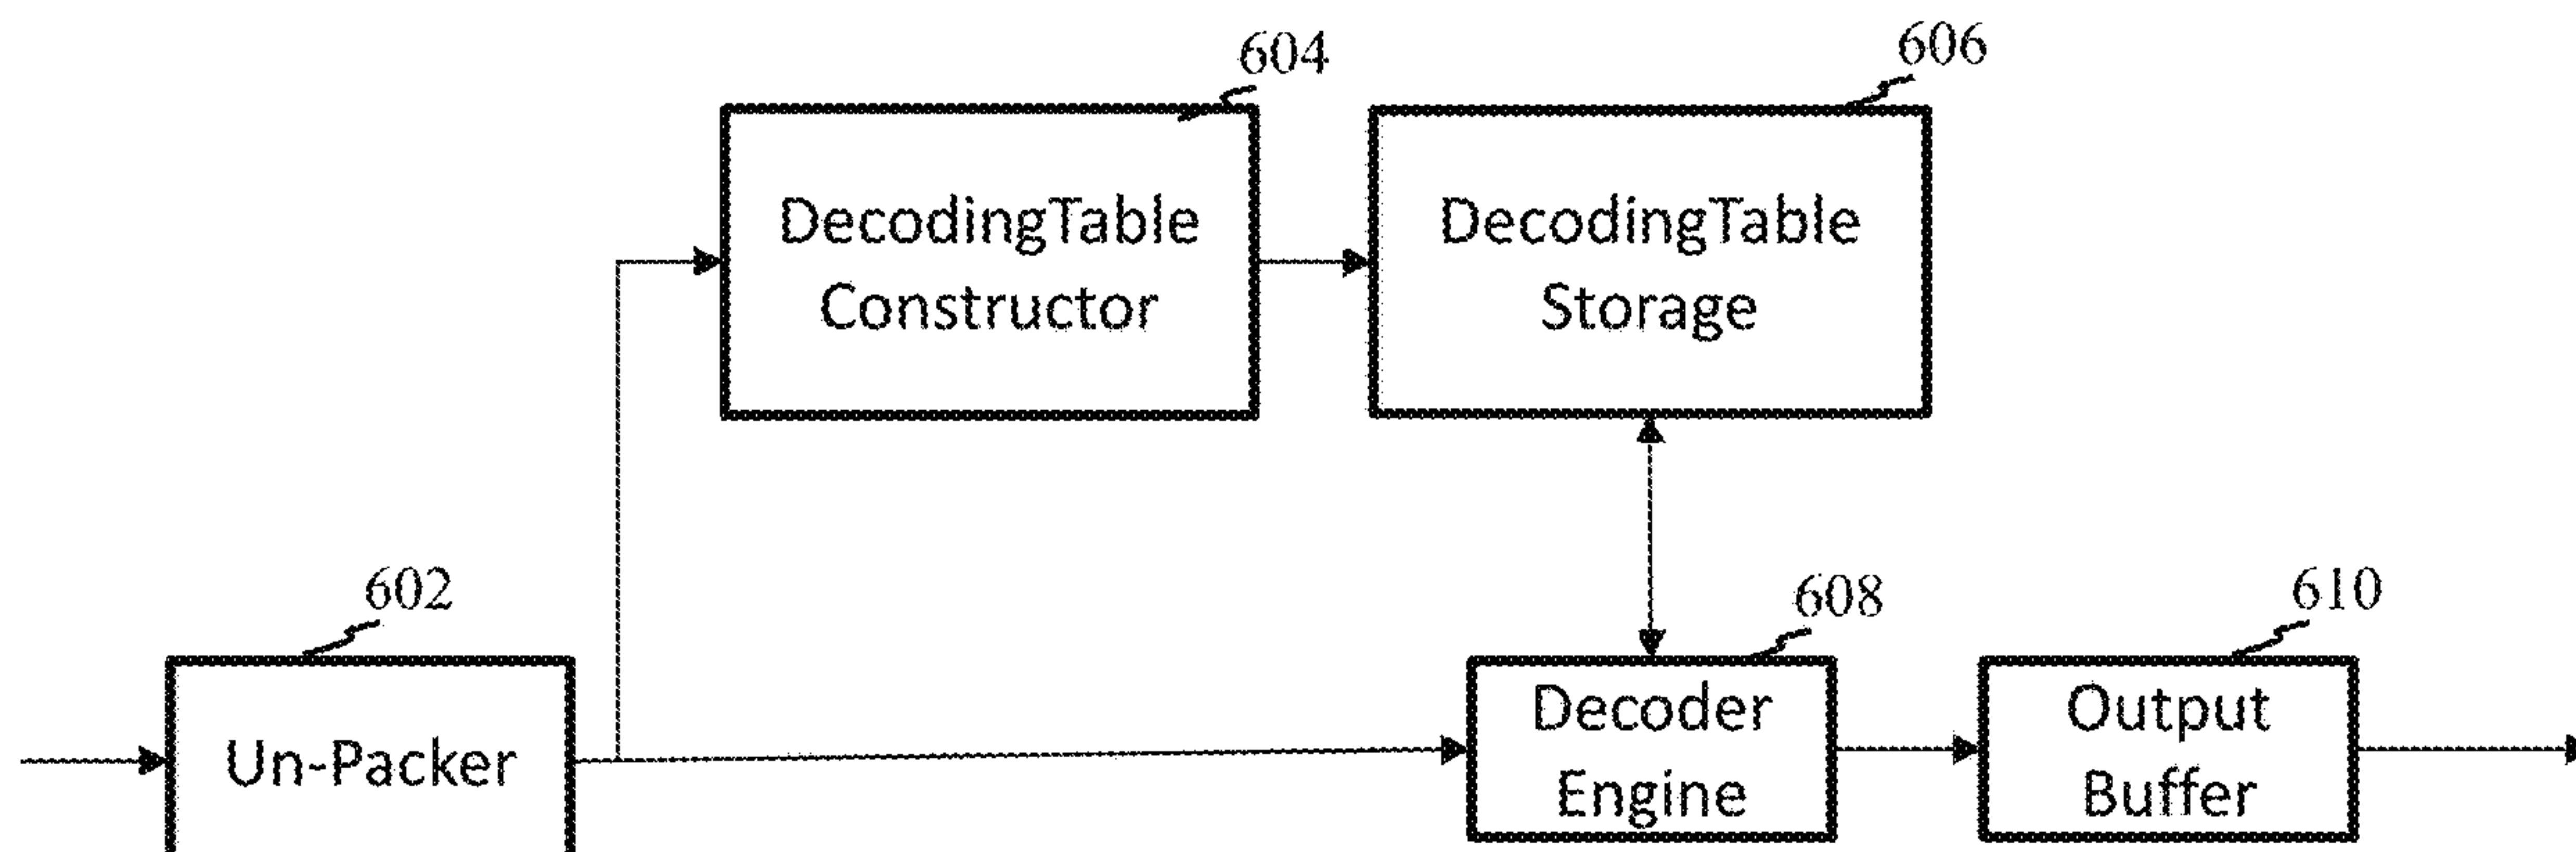 604
606
DecodingTable
Constructor
DecodingTable
Storage
602
608
610
Un-Packer
Decoder
Engine
Output
Buffer